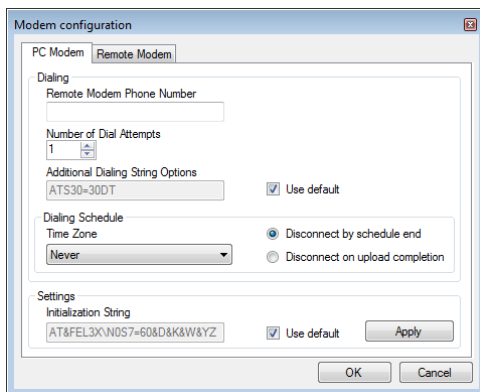 Modem configuration
PC Modem
Remote Modem
Dialing
Remote Modem Phone Number
Number of Dial Attempts
1
Additional Dialing String Options
ATS30=30DT
Use default
Dialing Schedule
Time Zone
Never
Disconnect by schedule end
Disconnect on upload completion
Settings
Initialization String
AT&FEL3X\N0S7=60&D&K&W&YZ
Use default
Apply
OK
Cancel